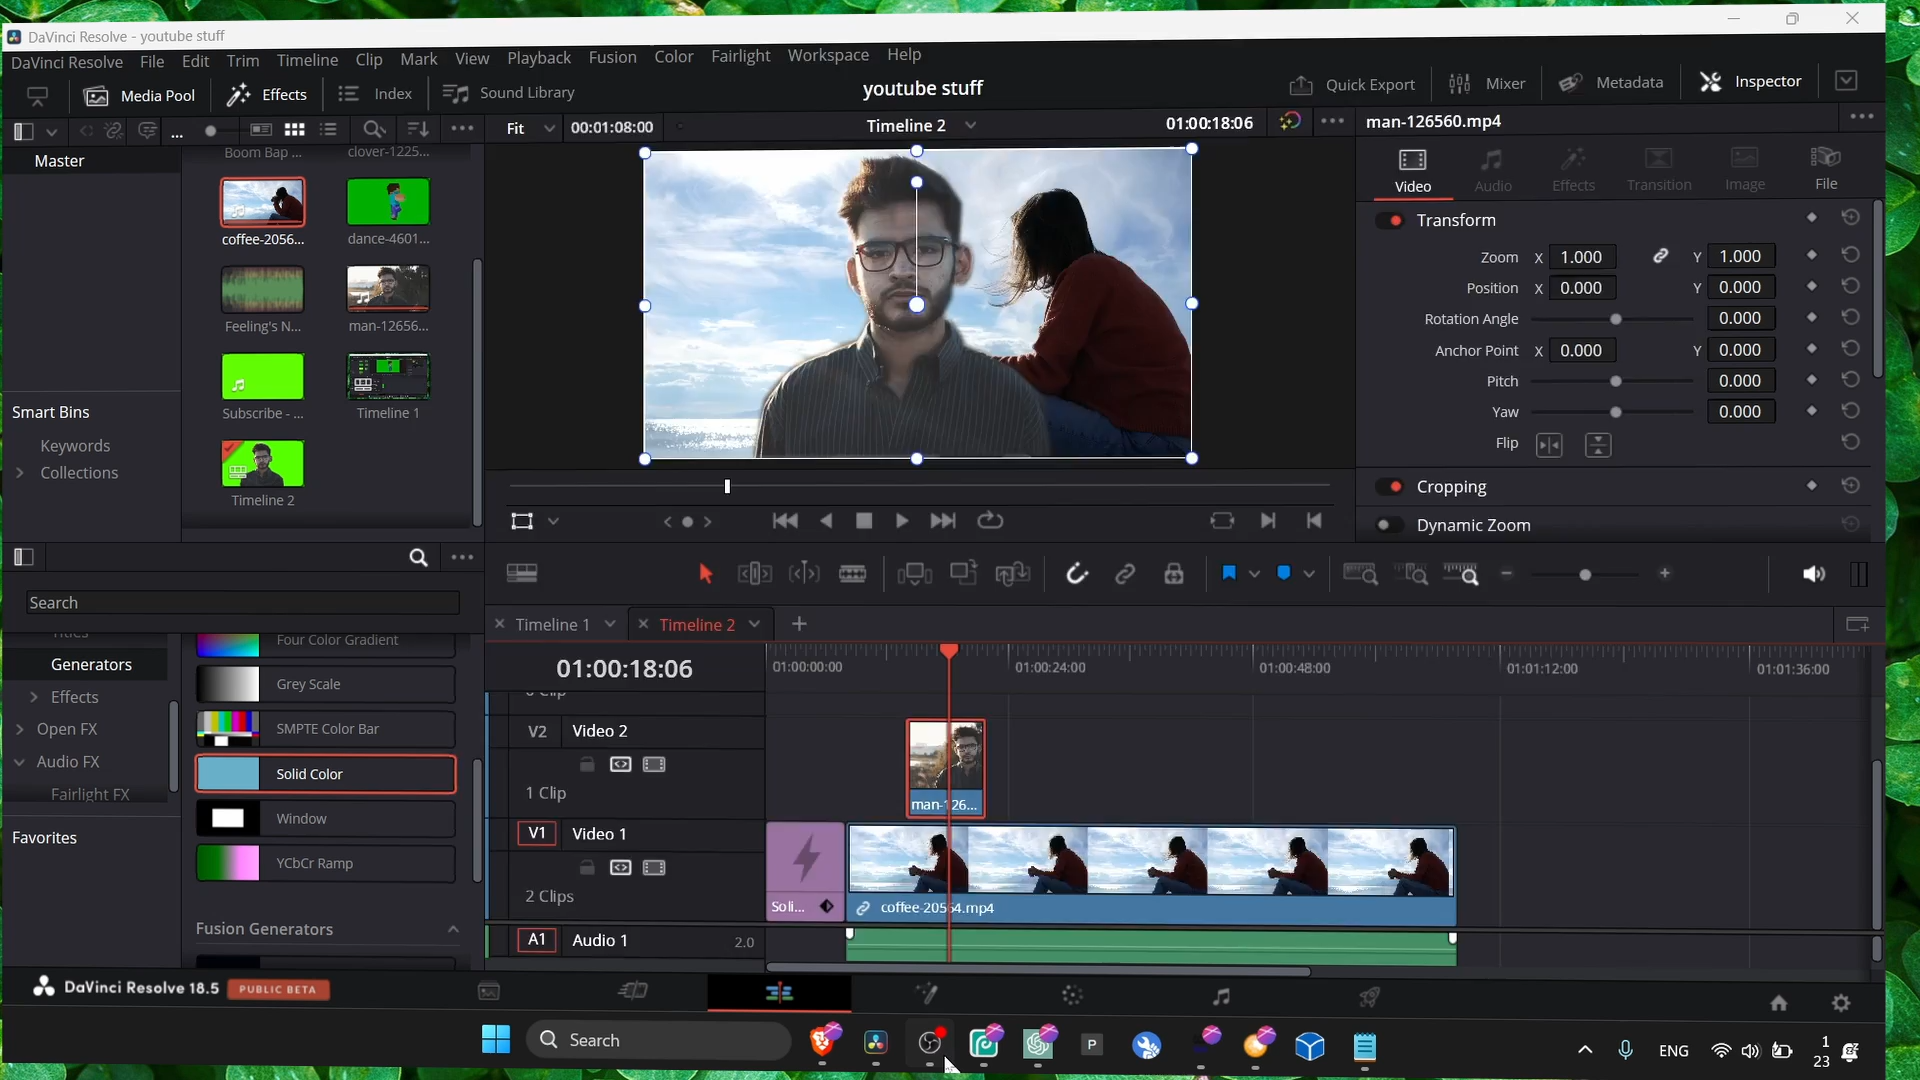 DaVinci Resolve - youtube stuff
DaVinci Resolve File Edit Trim Timeline Clip Mark View Playback Fusion Color Fairlight Workspace Help
Media Pool Effects Index Sound Library youtube stuff Quick Export Mixer Metadata Inspector
... Fit 00:01:08:00 Timeline 2 01:00:18:06 man-126560.mp4
Master
Boom Bap ... clover-1225...
coffee-2056... dance-4601...
Feeling's N... man-12656...
Subscribe - ... Timeline 1
Timeline 2
Smart Bins
Keywords
Collections
Video Audio Effects Transition Image File
Transform
Zoom X 1.000 Y 1.000
Position X 0.000 Y 0.000
Rotation Angle 0.000
Anchor Point X 0.000 Y 0.000
Pitch 0.000
Yaw 0.000
Flip
Cropping
Dynamic Zoom
Search
Titles
Generators
Effects
Open FX
Audio FX
Fairlight FX
Favorites
Four Color Gradient
Grey Scale
SMPTE Color Bar
Solid Color
Window
YCbCr Ramp
Fusion Generators
Timeline 1 Timeline 2
01:00:18:06 01:00:00:00 01:00:24:00 01:00:48:00 01:01:12:00 01:01:36:00
0 Clip
V2 Video 2
1 Clip
man-126...
V1 Video 1
2 Clips
Soli... coffee-20564.mp4
A1 Audio 1 2.0
DaVinci Resolve 18.5 PUBLIC BETA
Search P ENG 1
23